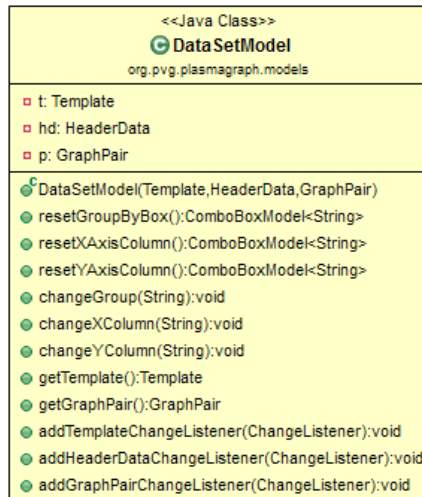 <<Java Class>>
DataSetModel
org.pvg.plasmagraph.models
t: Template
hd: HeaderData
p: GraphPair
DataSetModel(Template,HeaderData,GraphPair)
resetGroupByBox():ComboBoxModel<String>
resetXAxisColumn():ComboBoxModel<String>
resetYAxisColumn():ComboBoxModel<String>
changeGroup(String):void
changeXColumn(String):void
changeYColumn(String):void
getTemplate():Template
getGraphPair():GraphPair
addTemplateChangeListener(ChangeListener):void
addHeaderDataChangeListener(ChangeListener):void
addGraphPairChangeListener(ChangeListener):void